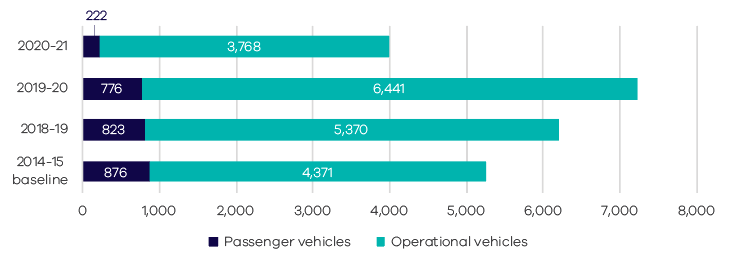 222
2020-21 3,768
2019-20 776 6,441
2018-19 823 5,370
2014-15
baseline 876 4,371
0 1,000 2,000 3,000 4,000 5,000 6,000 7,000 8,000
Passenger vehicles Operational vehicles